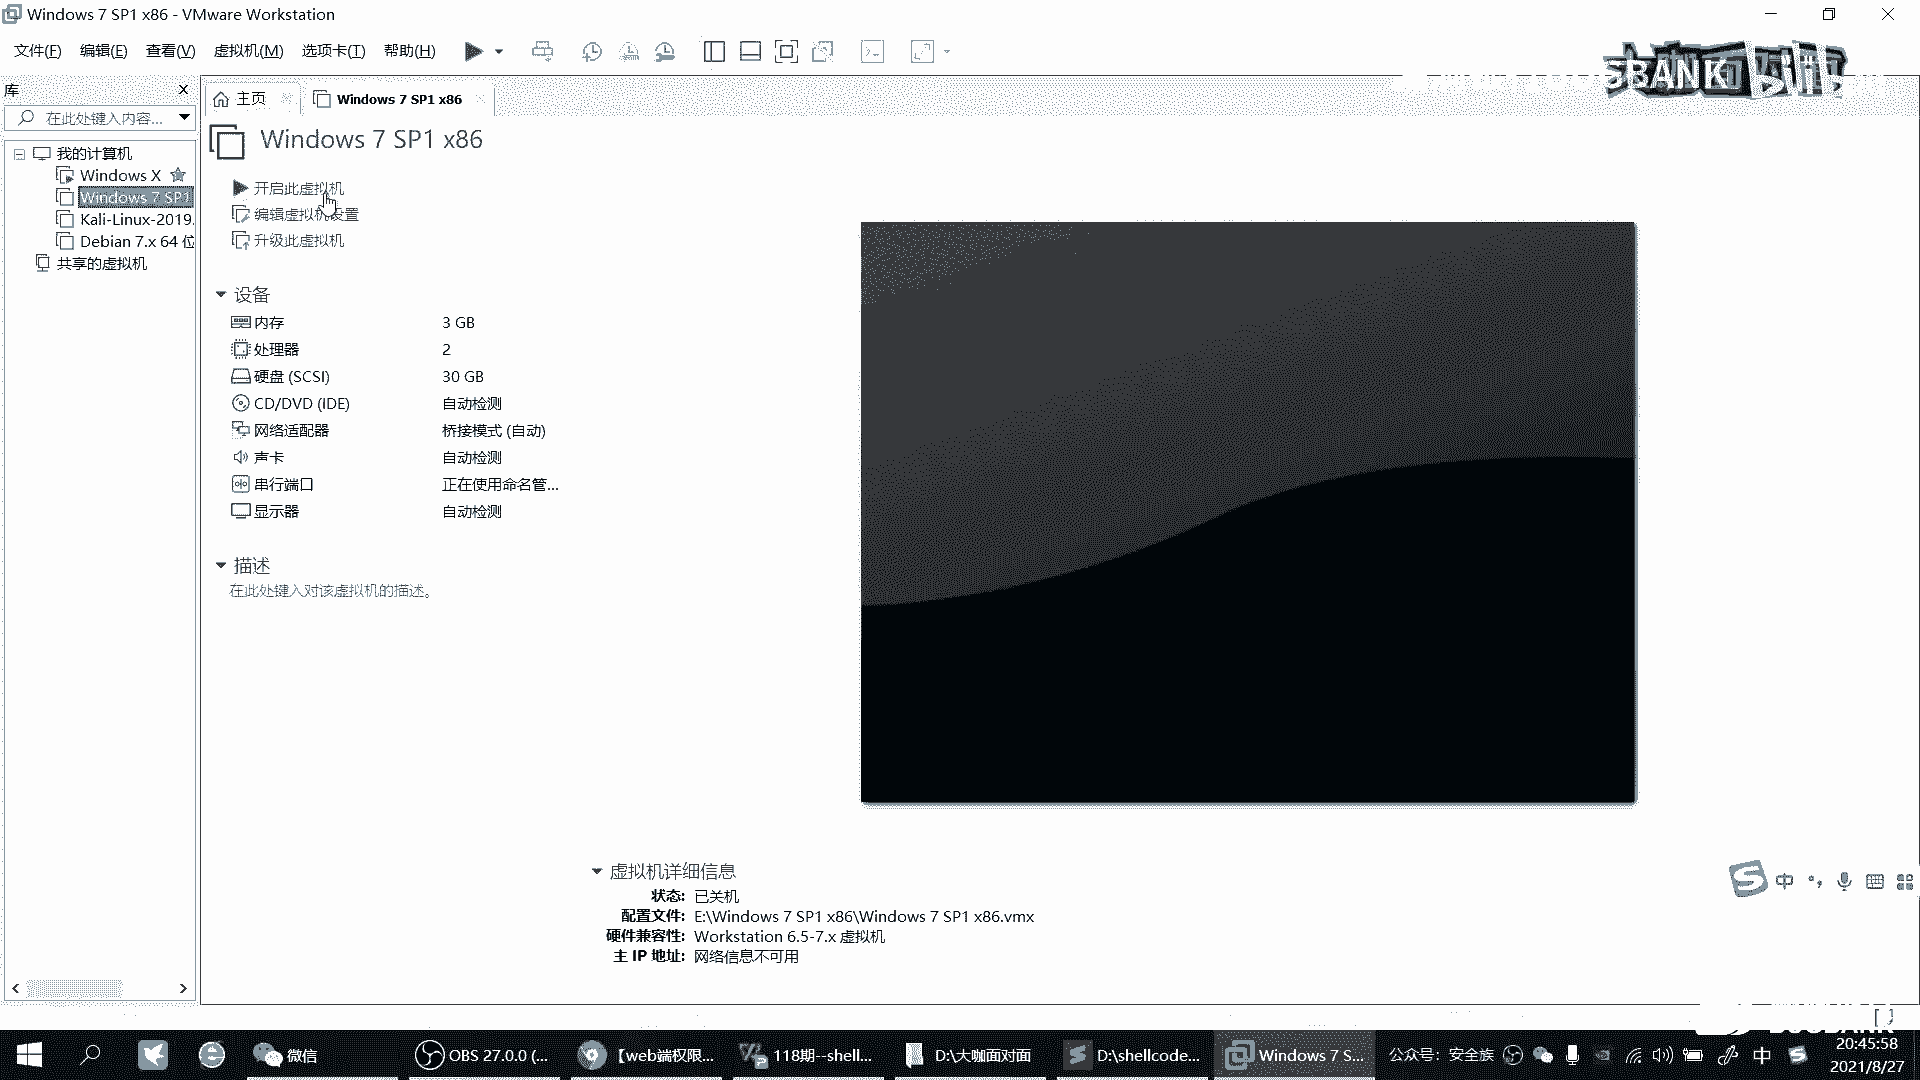 Windows 7 SP1 x86 - VMware Workstation
文件(F) 编辑(E) 查看(V) 虚拟机(M) 选项卡(T) 帮助(H)
SBANK
库
主页 Windows 7 SP1 x86
在此处键入内容...
Windows 7 SP1 x86
我的计算机
Windows X
Windows 7 SP1
Kali-Linux-2019.
Debian 7.x 64 位
共享的虚拟机
开启此虚拟机
编辑虚拟机设置
升级此虚拟机
设备
内存 3 GB
处理器 2
硬盘 (SCSI) 30 GB
CD/DVD (IDE) 自动检测
网络适配器 桥接模式 (自动)
声卡 自动检测
串行端口 正在使用命名管...
显示器 自动检测
描述
在此处键入对该虚拟机的描述。
虚拟机详细信息
状态: 已关机
配置文件: E:\Windows 7 SP1 x86\Windows 7 SP1 x86.vmx
硬件兼容性: Workstation 6.5-7.x 虚拟机
主 IP 地址: 网络信息不可用
中
微信
OBS 27.0.0 (...
【web端权限...
118期--shell...
D:\大咖面对面
D:\shellcode...
Windows 7 S...
公众号：安全族
中
20:45:58
2021/8/27